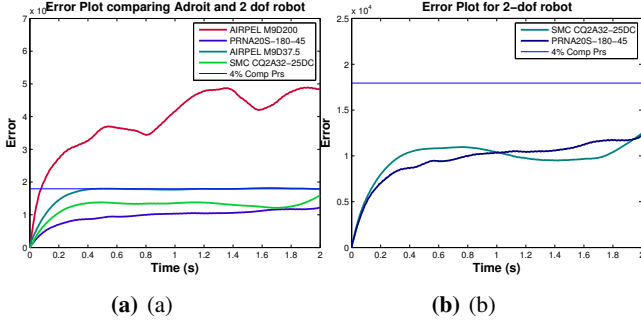 Error Plot comparing Adroit and 2 dof robot
AIRPEL M9D200
PRNA20S-180-45
AIRPEL M9D37.5
SMC CQ2A32-25DC
4% Comp Prs
7
6
5
4
3
2
1
0
Error
0 0.2 0.4 0.6 0.8 1 1.2 1.4 1.6 1.8 2
Time (s)
(a) (a)
Error Plot for 2-dof robot
x 10⁴
SMC CQ2A32-25DC
PRNA20S-180-45
4% Comp Prs
2.5
2
1.5
1
0.5
0
Error
0 0.2 0.4 0.6 0.8 1 1.2 1.4 1.6 1.8 2
Time (s)
(b) (b)